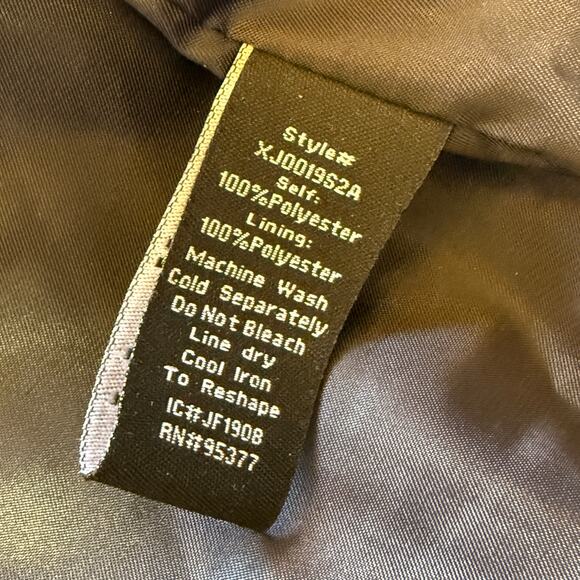 Style#
XJ0019S2A
Self:
100%Polyester
Lining:
100%Polyester
Machine Wash
Cold Separately
Do Not Bleach
Line dry
Cool Iron
To Reshape
IC#JF1908
RN#95377